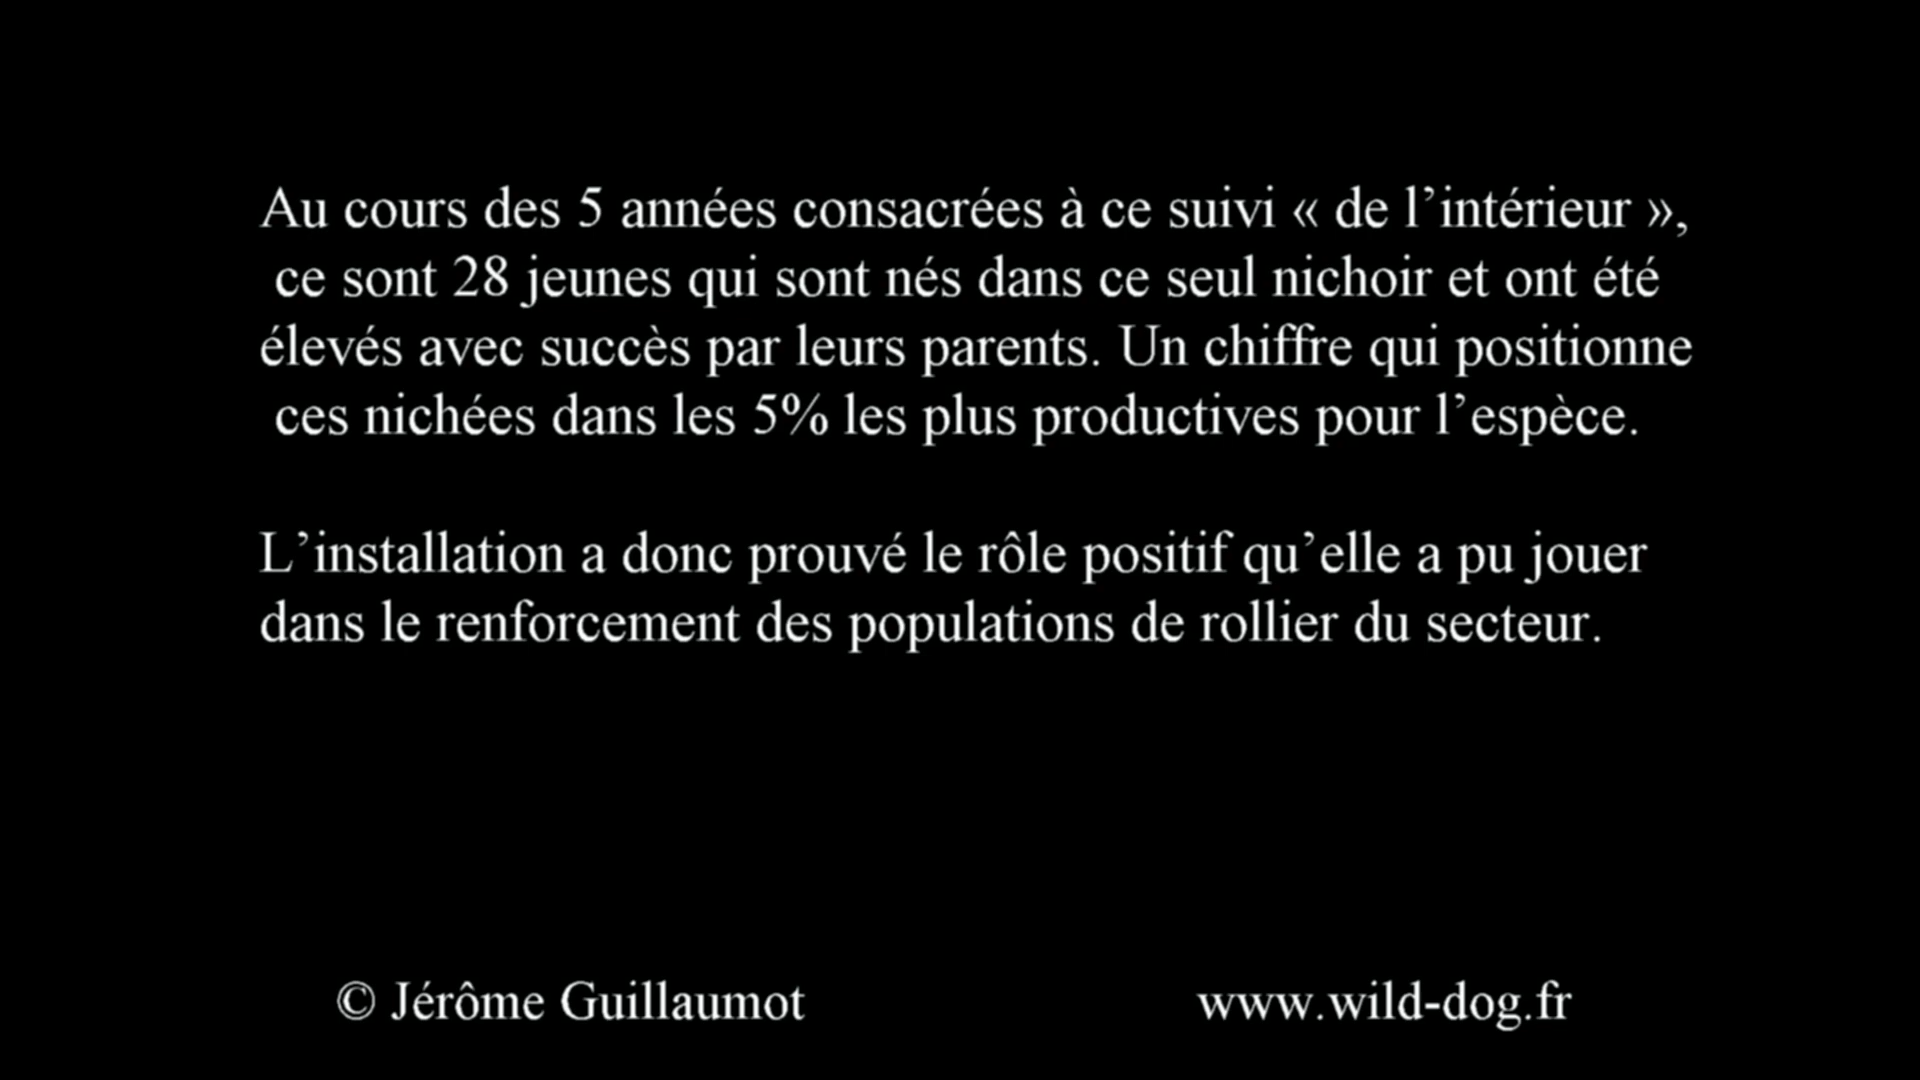 Au cours des 5 années consacrées à ce suivi « de l’intérieur »,
ce sont 28 jeunes qui sont nés dans ce seul nichoir et ont été
élevés avec succès par leurs parents. Un chiffre qui positionne
ces nichées dans les 5% les plus productives pour l’espèce.
L’installation a donc prouvé le rôle positif qu’elle a pu jouer
dans le renforcement des populations de rollier du secteur.
© Jérôme Guillaumot
www.wild-dog.fr